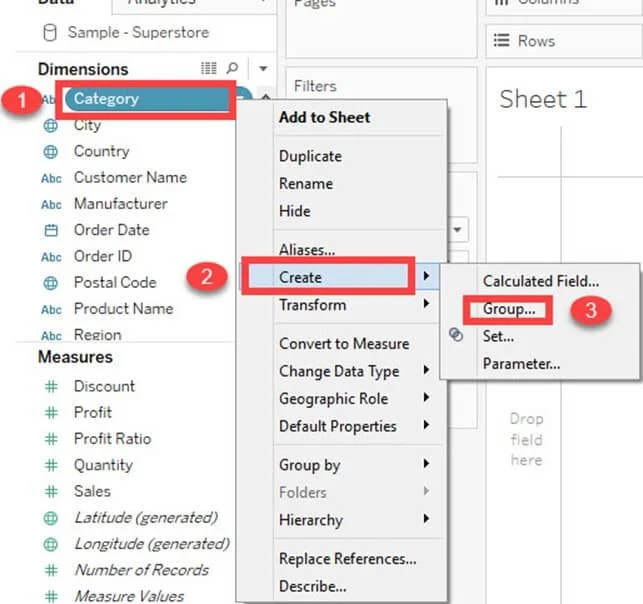 Data
Analytics
Pages
Columns
Sample - Superstore
Rows
Dimensions
Filters
Sheet 1
1
Abc Category
City
Country
Abc Customer Name
Abc Manufacturer
Order Date
Abc Order ID
Postal Code
Abc Product Name
Abc Region
Measures
# Discount
# Profit
# Profit Ratio
# Quantity
# Sales
Latitude (generated)
Longitude (generated)
# Number of Records
# Measure Values
Add to Sheet
Duplicate
Rename
Hide
Aliases...
2
Create
Transform
Convert to Measure
Change Data Type
Geographic Role
Default Properties
Group by
Folders
Hierarchy
Replace References...
Describe...
Calculated Field...
Group...
3
Set...
Parameter...
Drop
field
here